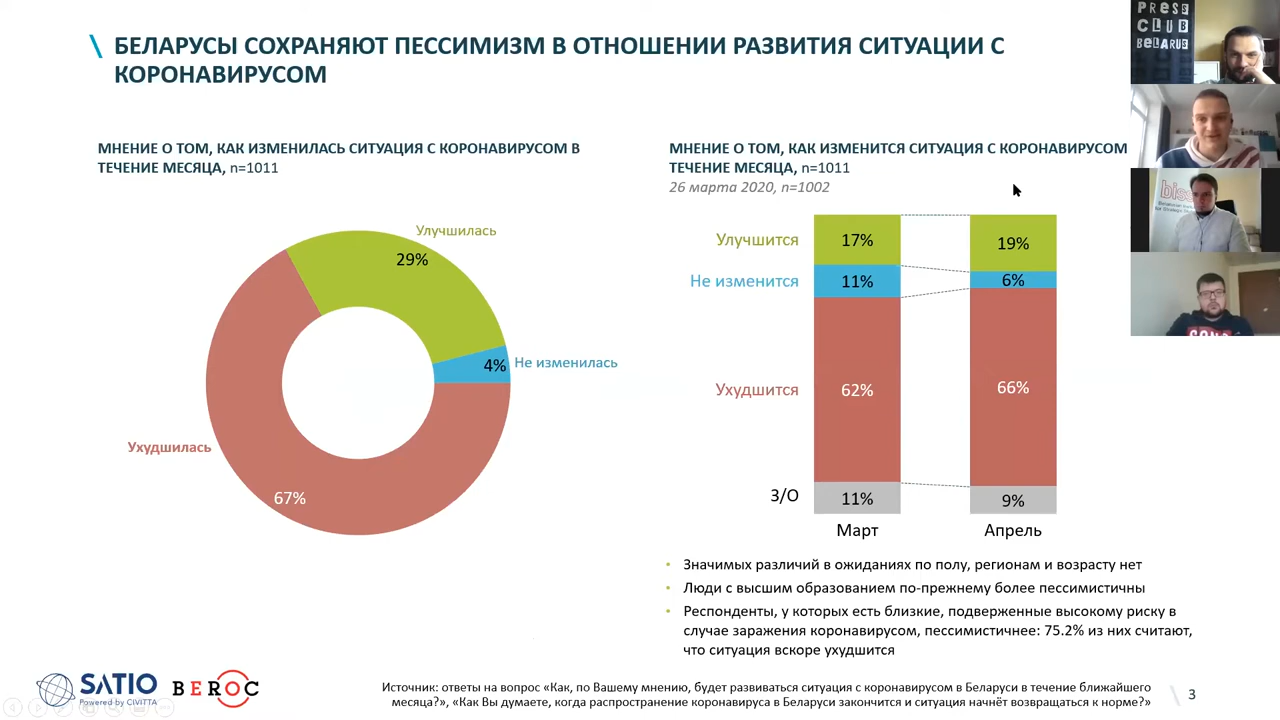 БЕЛАРУСЫ СОХРАНЯЮТ ПЕССИМИЗМ В ОТНОШЕНИИ РАЗВИТИЯ СИТУАЦИИ С
КОРОНАВИРУСОМ
PRESS
CLUB
BELARUS
МНЕНИЕ О ТОМ, КАК ИЗМЕНИЛАСЬ СИТУАЦИЯ С КОРОНАВИРУСОМ В
ТЕЧЕНИЕ МЕСЯЦА, n=1011
Улучшилась
29%
4%
Не изменилась
Ухудшилась
67%
МНЕНИЕ О ТОМ, КАК ИЗМЕНИТСЯ СИТУАЦИЯ С КОРОНАВИРУСОМ
ТЕЧЕНИЕ МЕСЯЦА, n=1011
26 марта 2020, n=1002
Улучшится
17%
19%
Не изменится
11%
6%
Ухудшится
62%
66%
З/О
11%
9%
Март
Апрель
• Значимых различий в ожиданиях по полу, регионам и возрасту нет
• Люди с высшим образованием по-прежнему более пессимистичны
• Респонденты, у которых есть близкие, подверженные высокому риску в
случае заражения коронавирусом, пессимистичнее: 75.2% из них считают,
что ситуация вскоре ухудшится
SATIO
Powered by CIVITTA
BEROC
Источник: ответы на вопрос «Как, по Вашему мнению, будет развиваться ситуация с коронавирусом в Беларуси в течение ближайшего
месяца?», «Как Вы думаете, когда распространение коронавируса в Беларуси закончится и ситуация начнёт возвращаться к норме?»
3